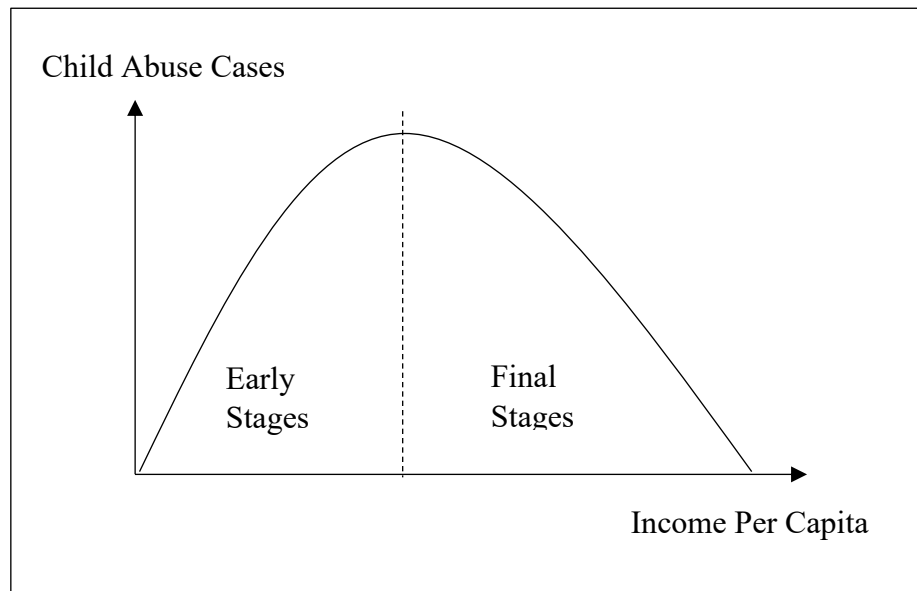 Child Abuse Cases
Early
Stages
Final
Stages
Income Per Capita